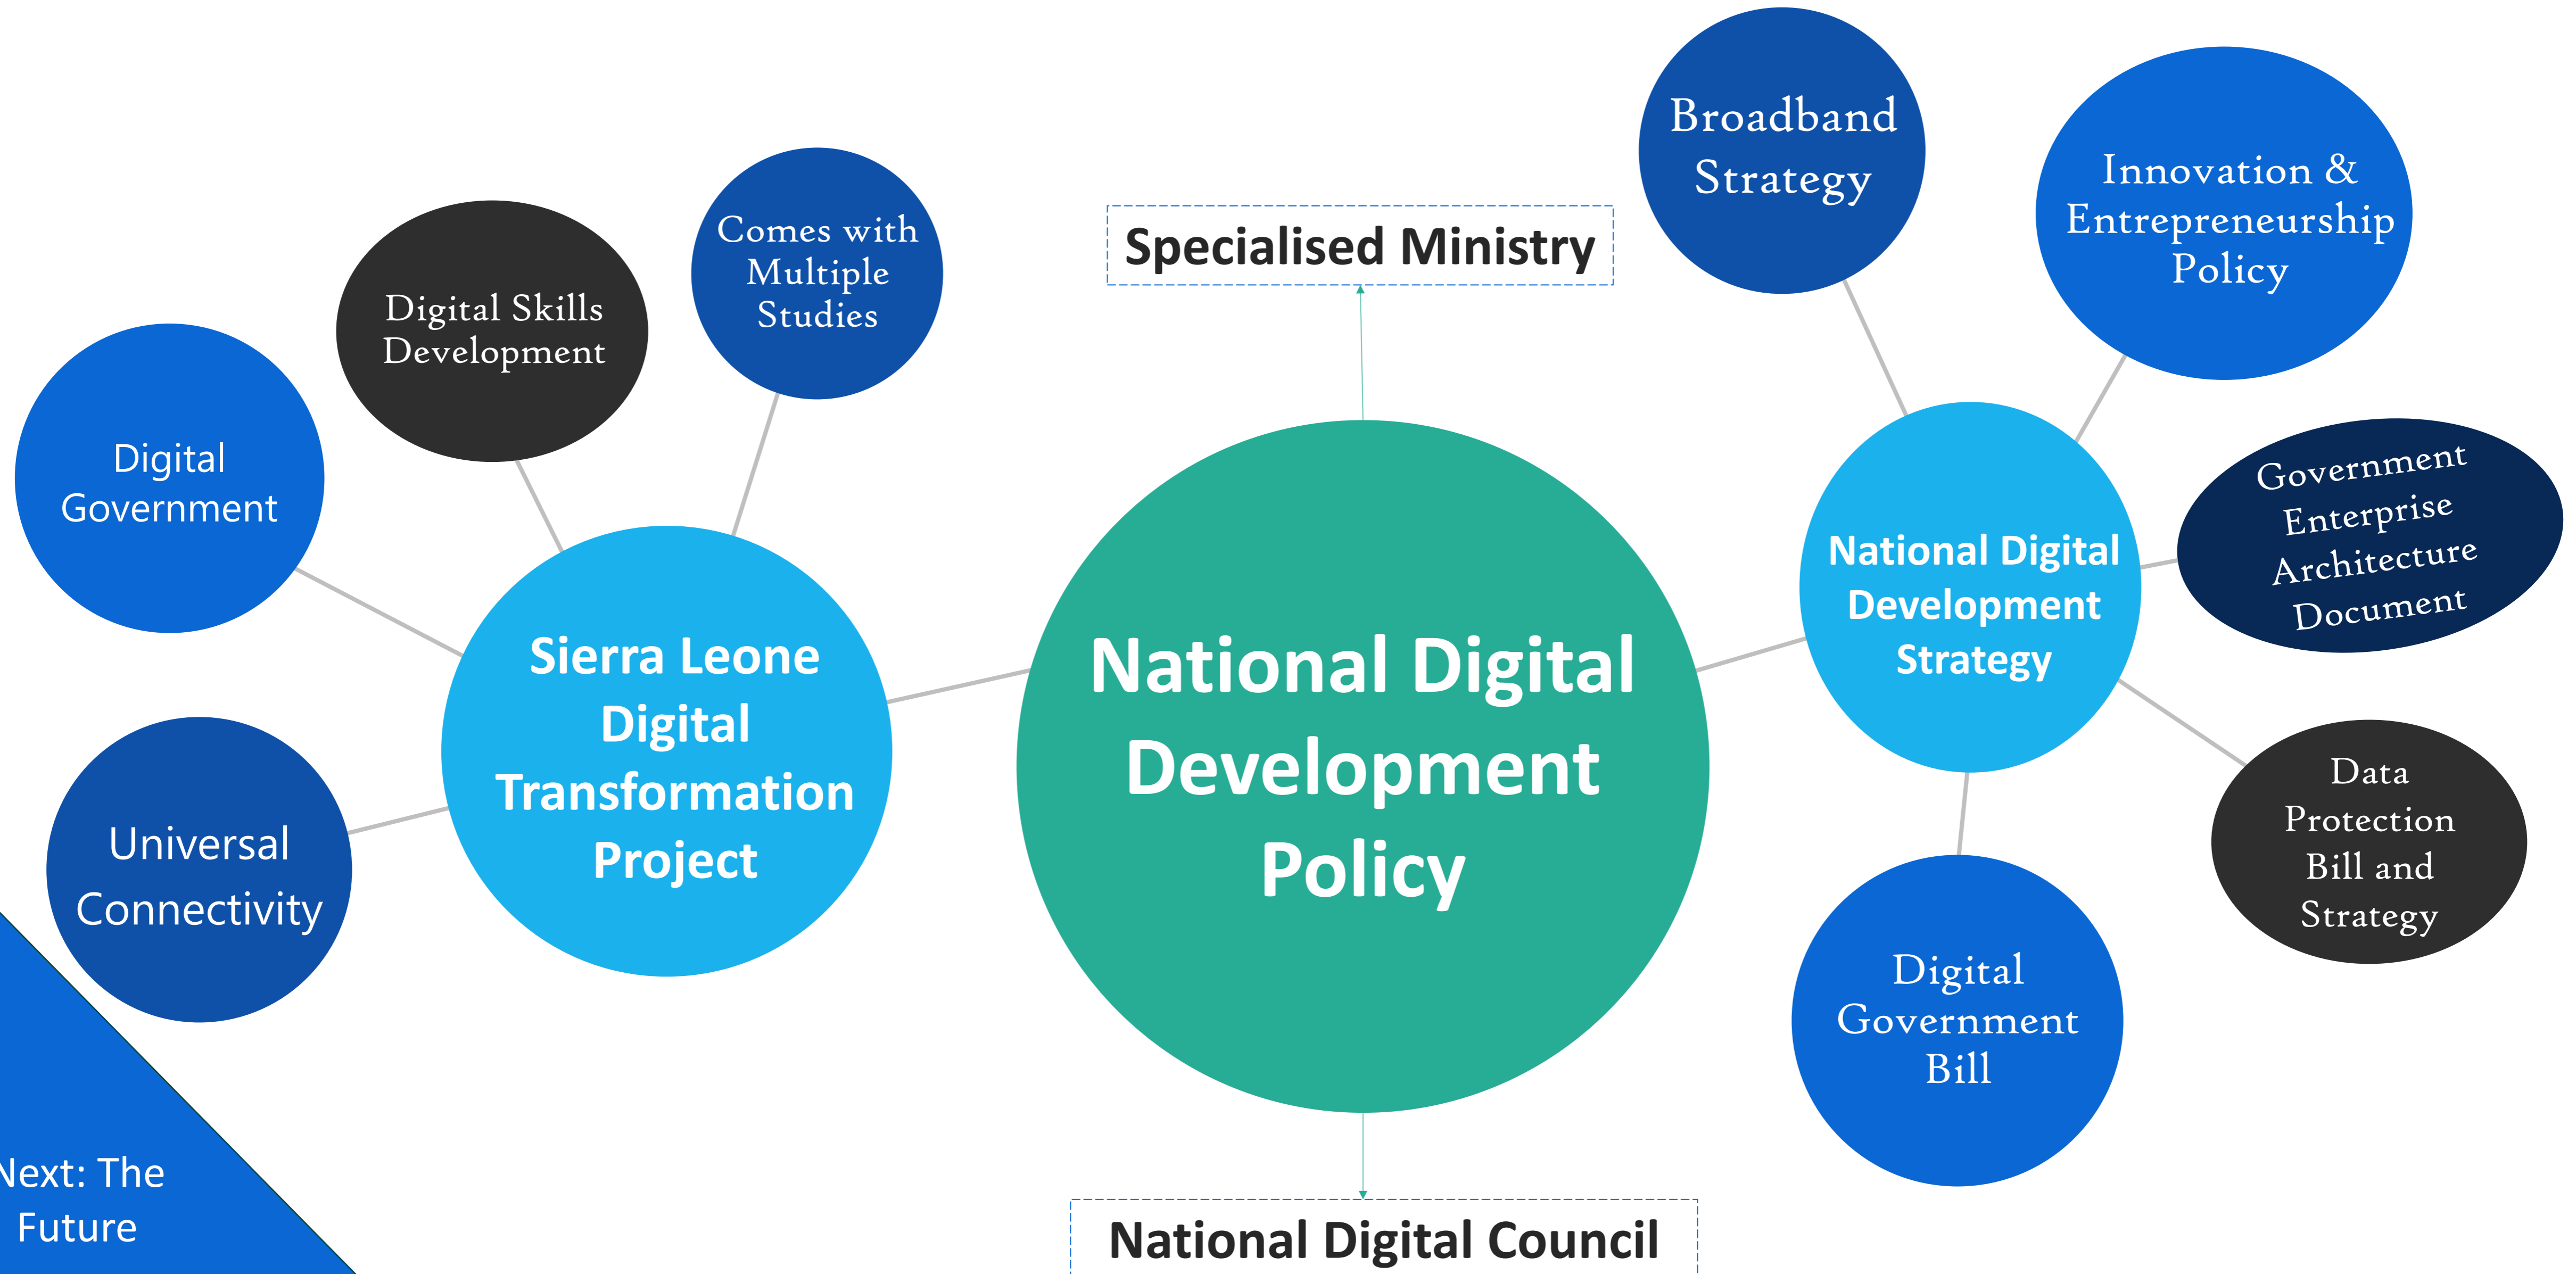 Broadband
Strategy
Innovation &
Entrepreneurship
Policy
Comes with
Multiple
Studies
Specialised Ministry
Digital Skills
Development
Digital
Government
Government
Enterprise
Architecture
Document
National Digital
Development
Strategy
Sierra Leone
Digital
Transformation
Project
National Digital
Development
Policy
Universal
Connectivity
Data
Protection
Bill and
Strategy
Digital
Government
Bill
Next: The
Future
National Digital Council